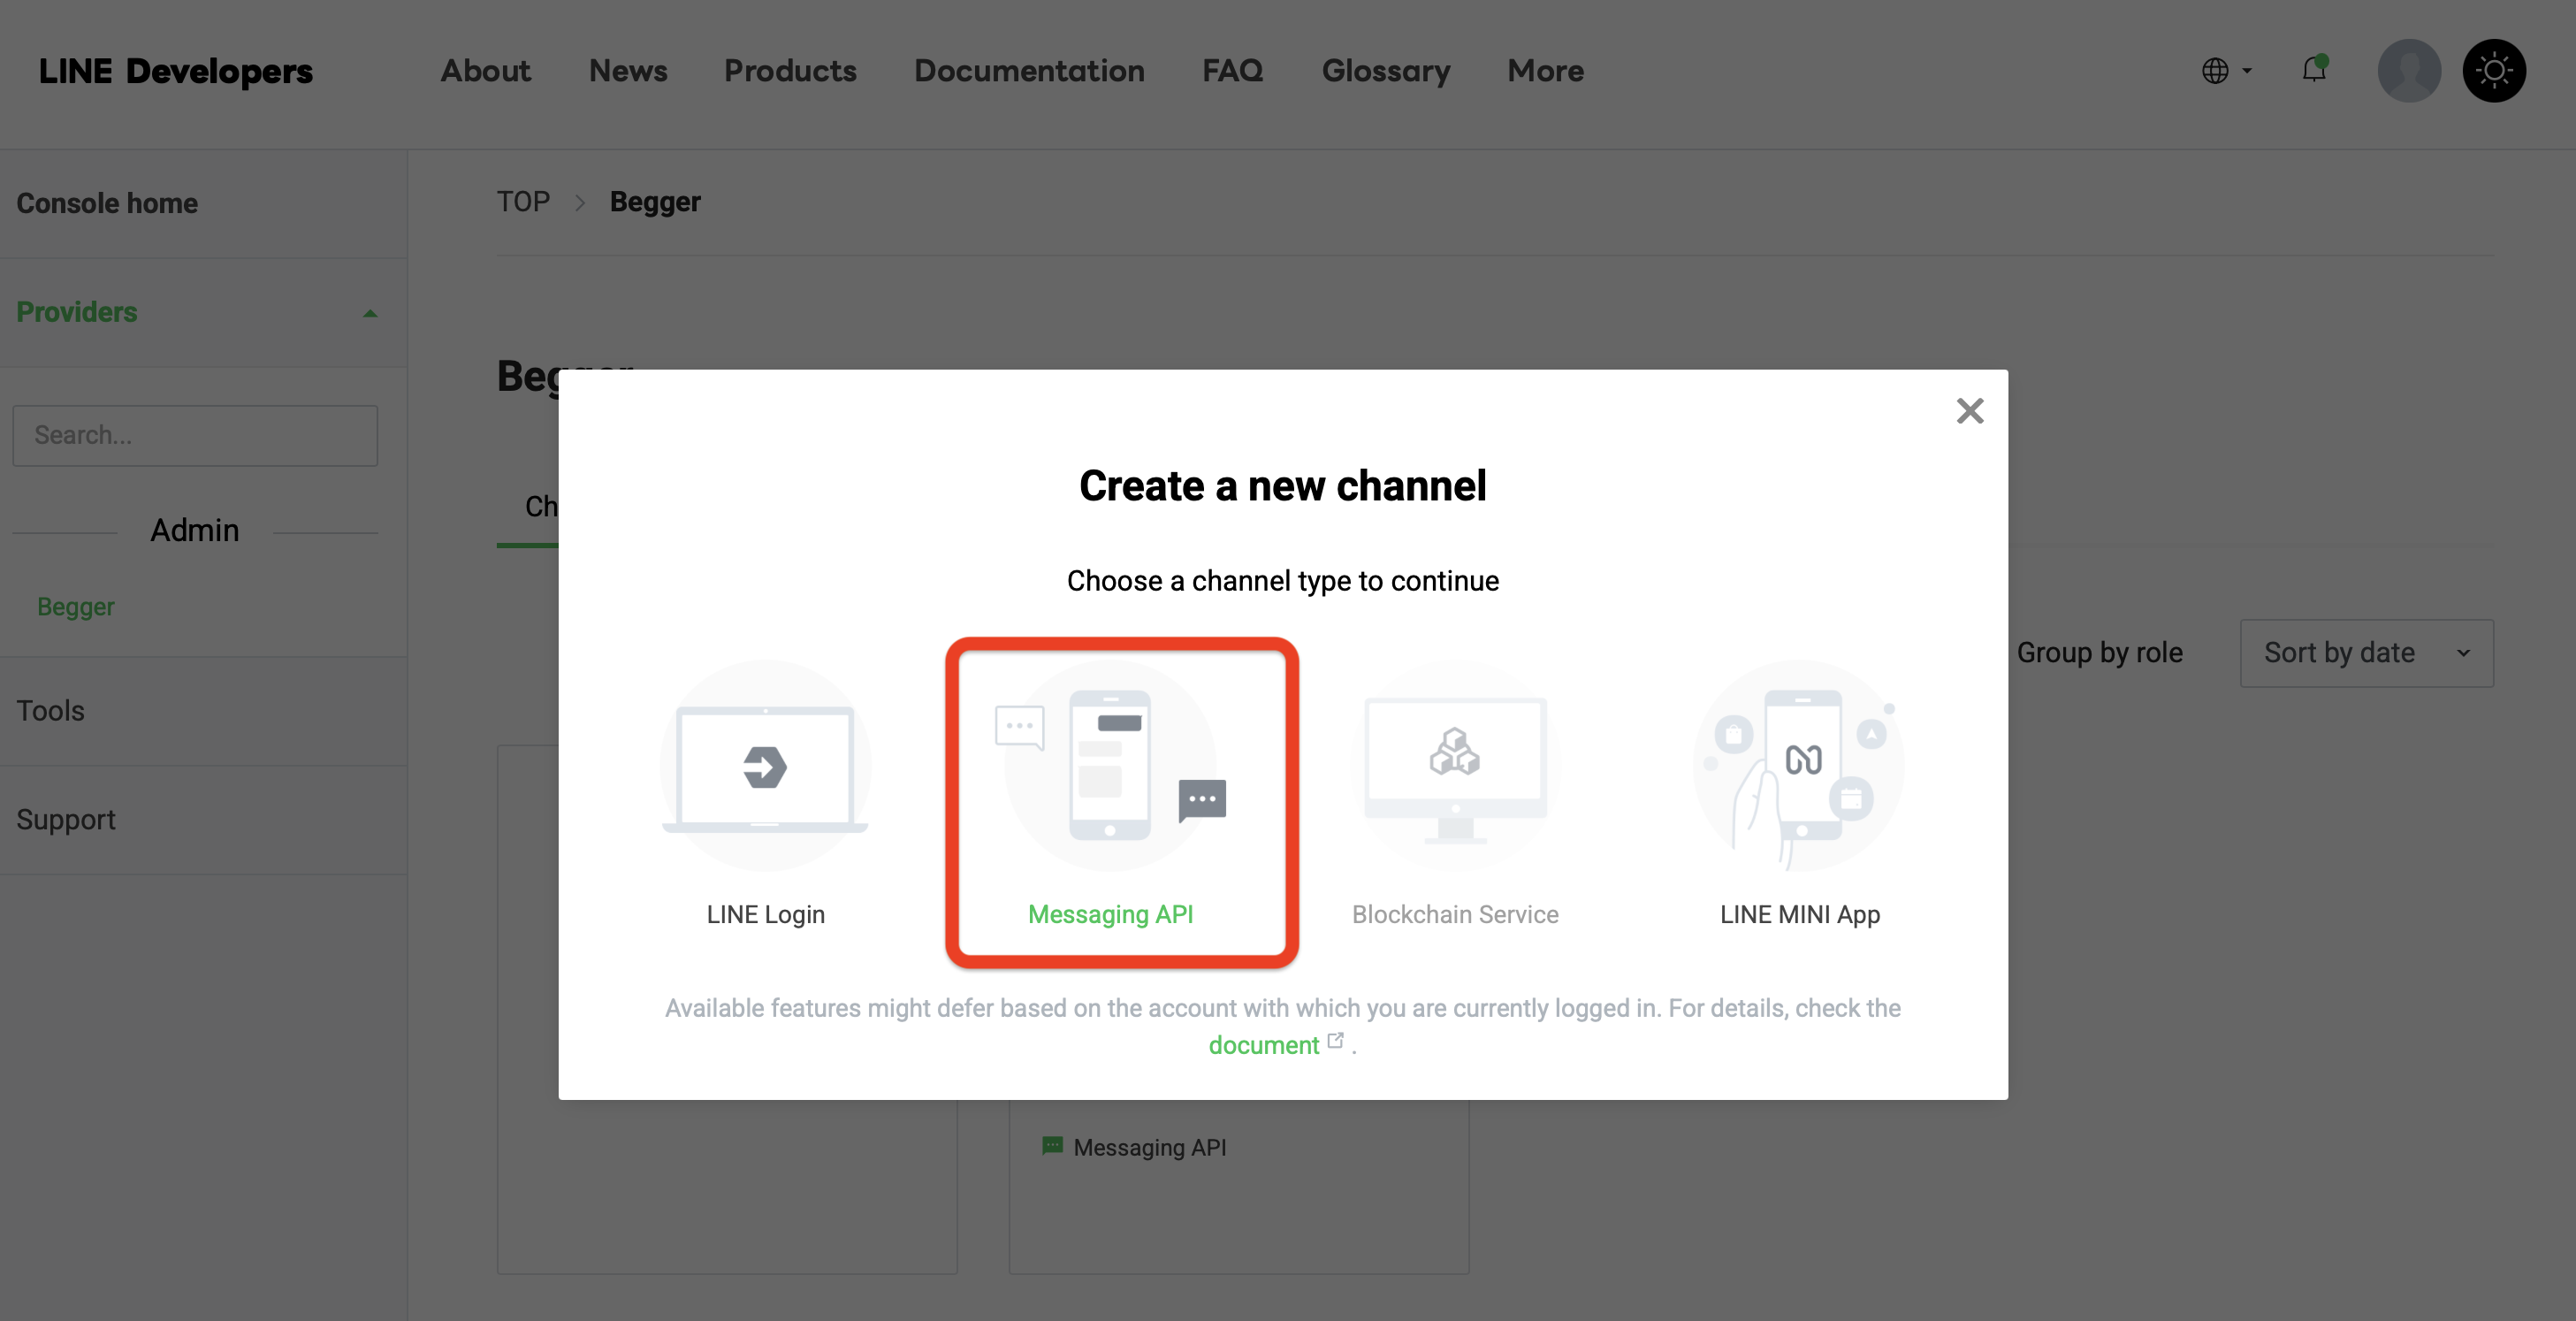 LINE Developers About News Products Documentation FAQ Glossary More
Console home
Providers
Search...
Admin
Begger
Tools
Support
TOP > Begger
Create a new channel
Choose a channel type to continue
LINE Login
Messaging API
Blockchain Service
LINE MINI App
Available features might defer based on the account with which you are currently logged in. For details, check the
document .
Group by role
Sort by date
Messaging API